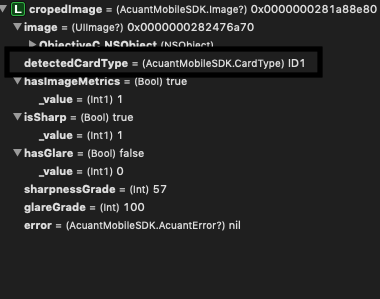 L cropedImage = (AcuantMobileSDK.Image?) 0x0000000281a88e80
image = (UIImage?) 0x0000000282476a70
ObjectiveC.NSObject (NSObject)
detectedCardType = (AcuantMobileSDK.CardType) ID1
hasImageMetrics = (Bool) true
_value = (Int1) 1
isSharp = (Bool) true
_value = (Int1) 1
hasGlare = (Bool) false
_value = (Int1) 0
sharpnessGrade = (Int) 57
glareGrade = (Int) 100
error = (AcuantMobileSDK.AcuantError?) nil